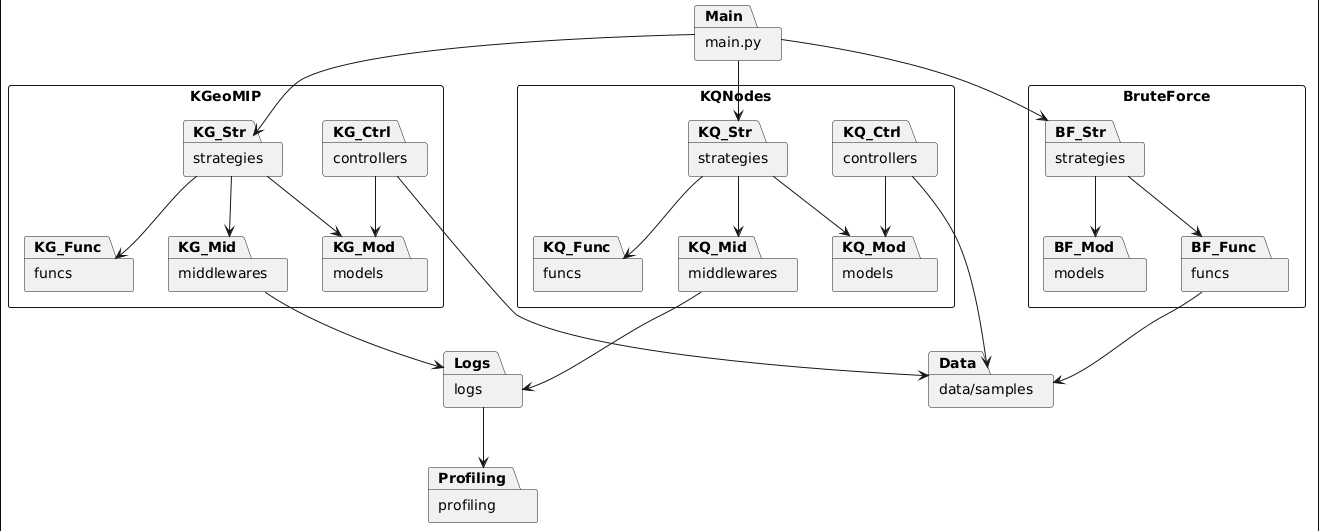 Main
main.py
KGeoMIP
KQNodes
BruteForce
KG_Str
strategies
KG_Ctrl
controllers
KQ_Str
strategies
KQ_Ctrl
controllers
BF_Str
strategies
KG_Func
funcs
KG_Mid
middlewares
KG_Mod
models
KQ_Func
funcs
KQ_Mid
middlewares
KQ_Mod
models
BF_Mod
models
BF_Func
funcs
Logs
logs
Data
data/samples
Profiling
profiling